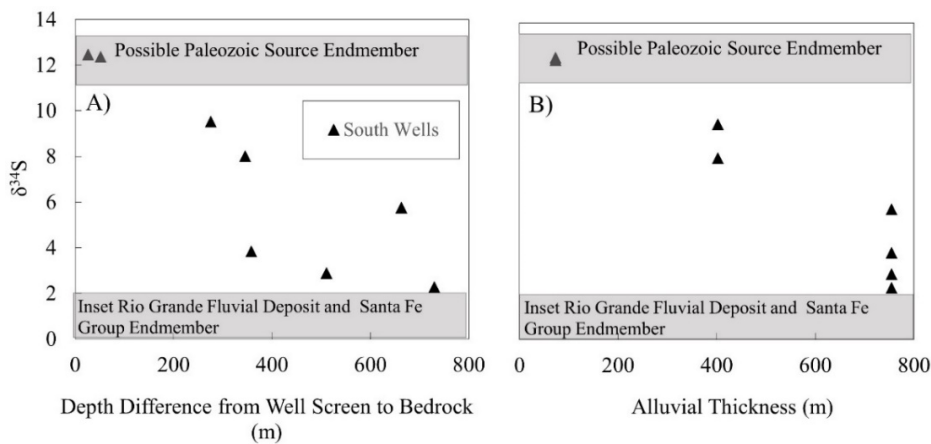 14
12
10
8
6
4
2
0
δ³⁴S
Possible Paleozoic Source Endmember
A)
South Wells
Inset Rio Grande Fluvial Deposit and Santa Fe
Group Endmember
0 200 400 600 800
Depth Difference from Well Screen to Bedrock
(m)
Possible Paleozoic Source Endmember
B)
Inset Rio Grande Fluvial Deposit and Santa Fe
Group Endmember
0 200 400 600 800
Alluvial Thickness (m)